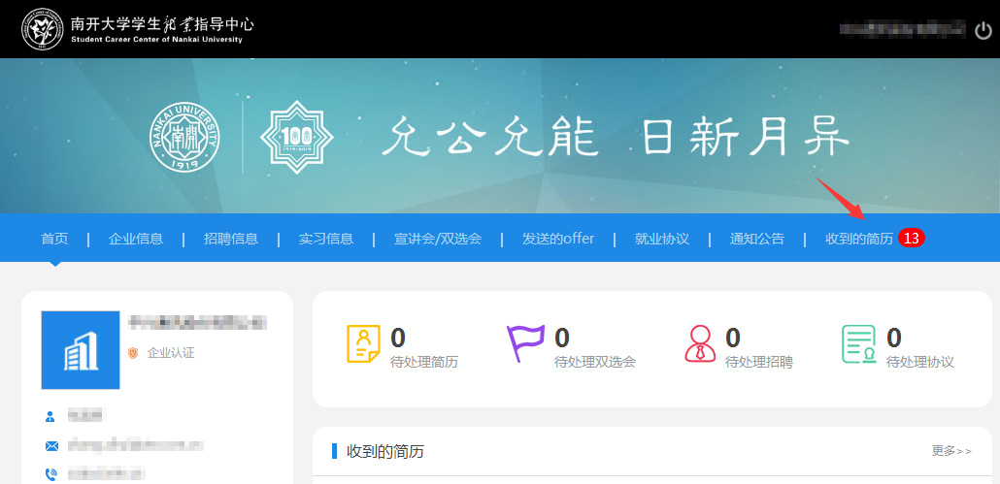 南开大学学生就业指导中心
Student Career Center of Nankai University
NANKAI UNIVERSITY
南開
1919
100
1919-2019
允公允能 日新月异
首页 | 企业信息 | 招聘信息 | 实习信息 | 宣讲会/双选会 | 发送的offer | 就业协议 | 通知公告 | 收到的简历 13
企业认证
0
待处理简历
0
待处理双选会
0
待处理招聘
0
待处理协议
收到的简历
更多>>